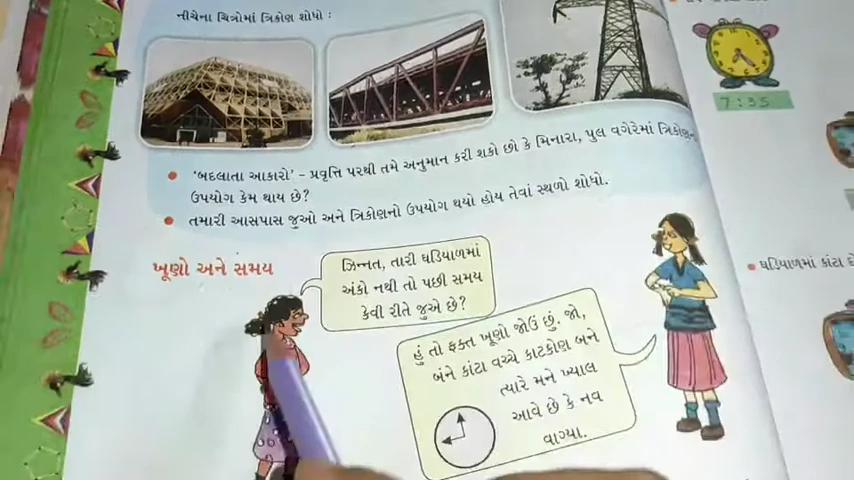 નીચેના ચિત્રોમાં ત્રિકોણ શોધો :
'બદલાતા આકારો' – પ્રવૃત્તિ પરથી તમે અનુમાન કરી શકો છો કે મિનારા, પુલ વગેરેમાં ત્રિકોણ
ઉપયોગ કેમ થાય છે ?
તમારી આસપાસ જુઓ અને ત્રિકોણનો ઉપયોગ થયો હોય તેવાં સ્થળો શોધો.
ખૂણો અને સમય
ઝિન્નત, તારી ઘડિયાળમાં
અંકો નથી તો પછી સમય
કેવી રીતે જુએ છે ?
હું તો ફક્ત ખૂણો જોઉં છું. જો,
બંને કાંટા વચ્ચે કાટકોણ બને
ત્યારે મને ખ્યાલ
આવે છે કે નવ
વાગ્યા.
7:35
ઘડિયાળમાં કાંટા